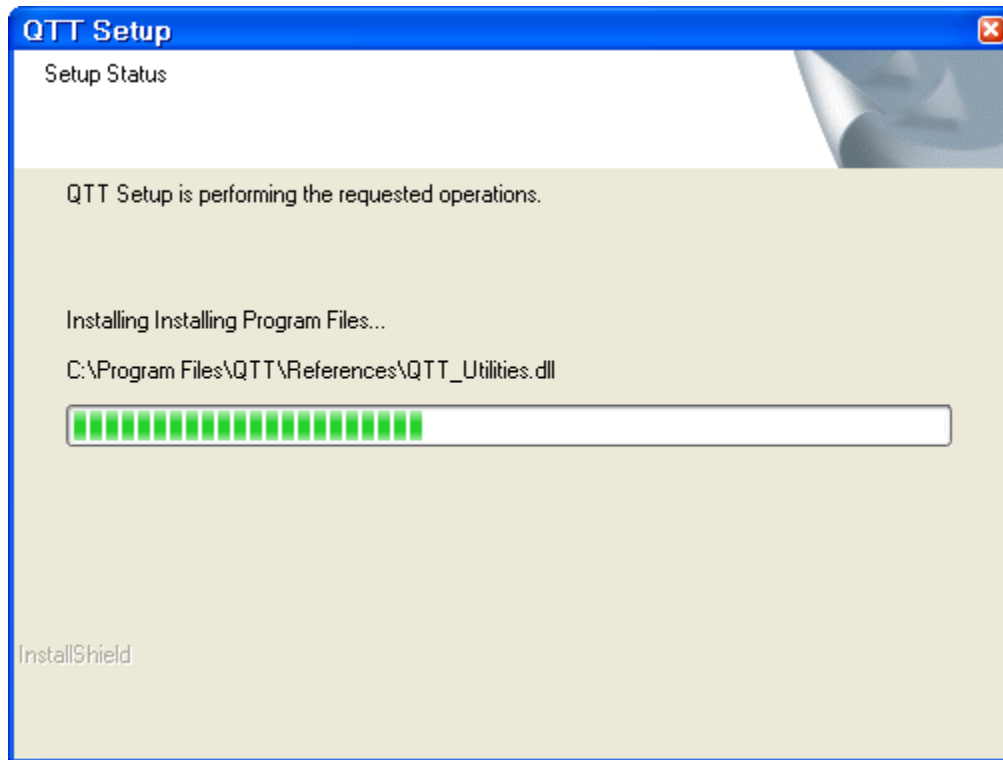 QTT Setup
Setup Status
QTT Setup is performing the requested operations.
Installing Installing Program Files...
C:\Program Files\QTT\References\QTT_Utilities.dll
InstallShield